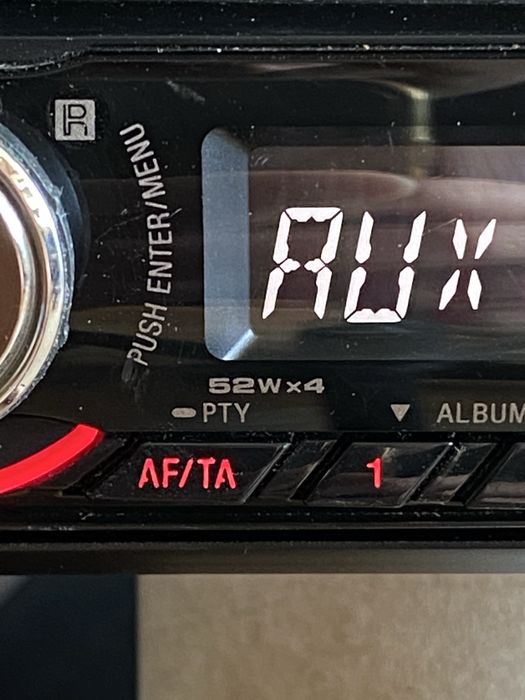 R
PUSH ENTER/MENU
AUX
52W×4
PTY
▼ ALBUM
AF/TA
1